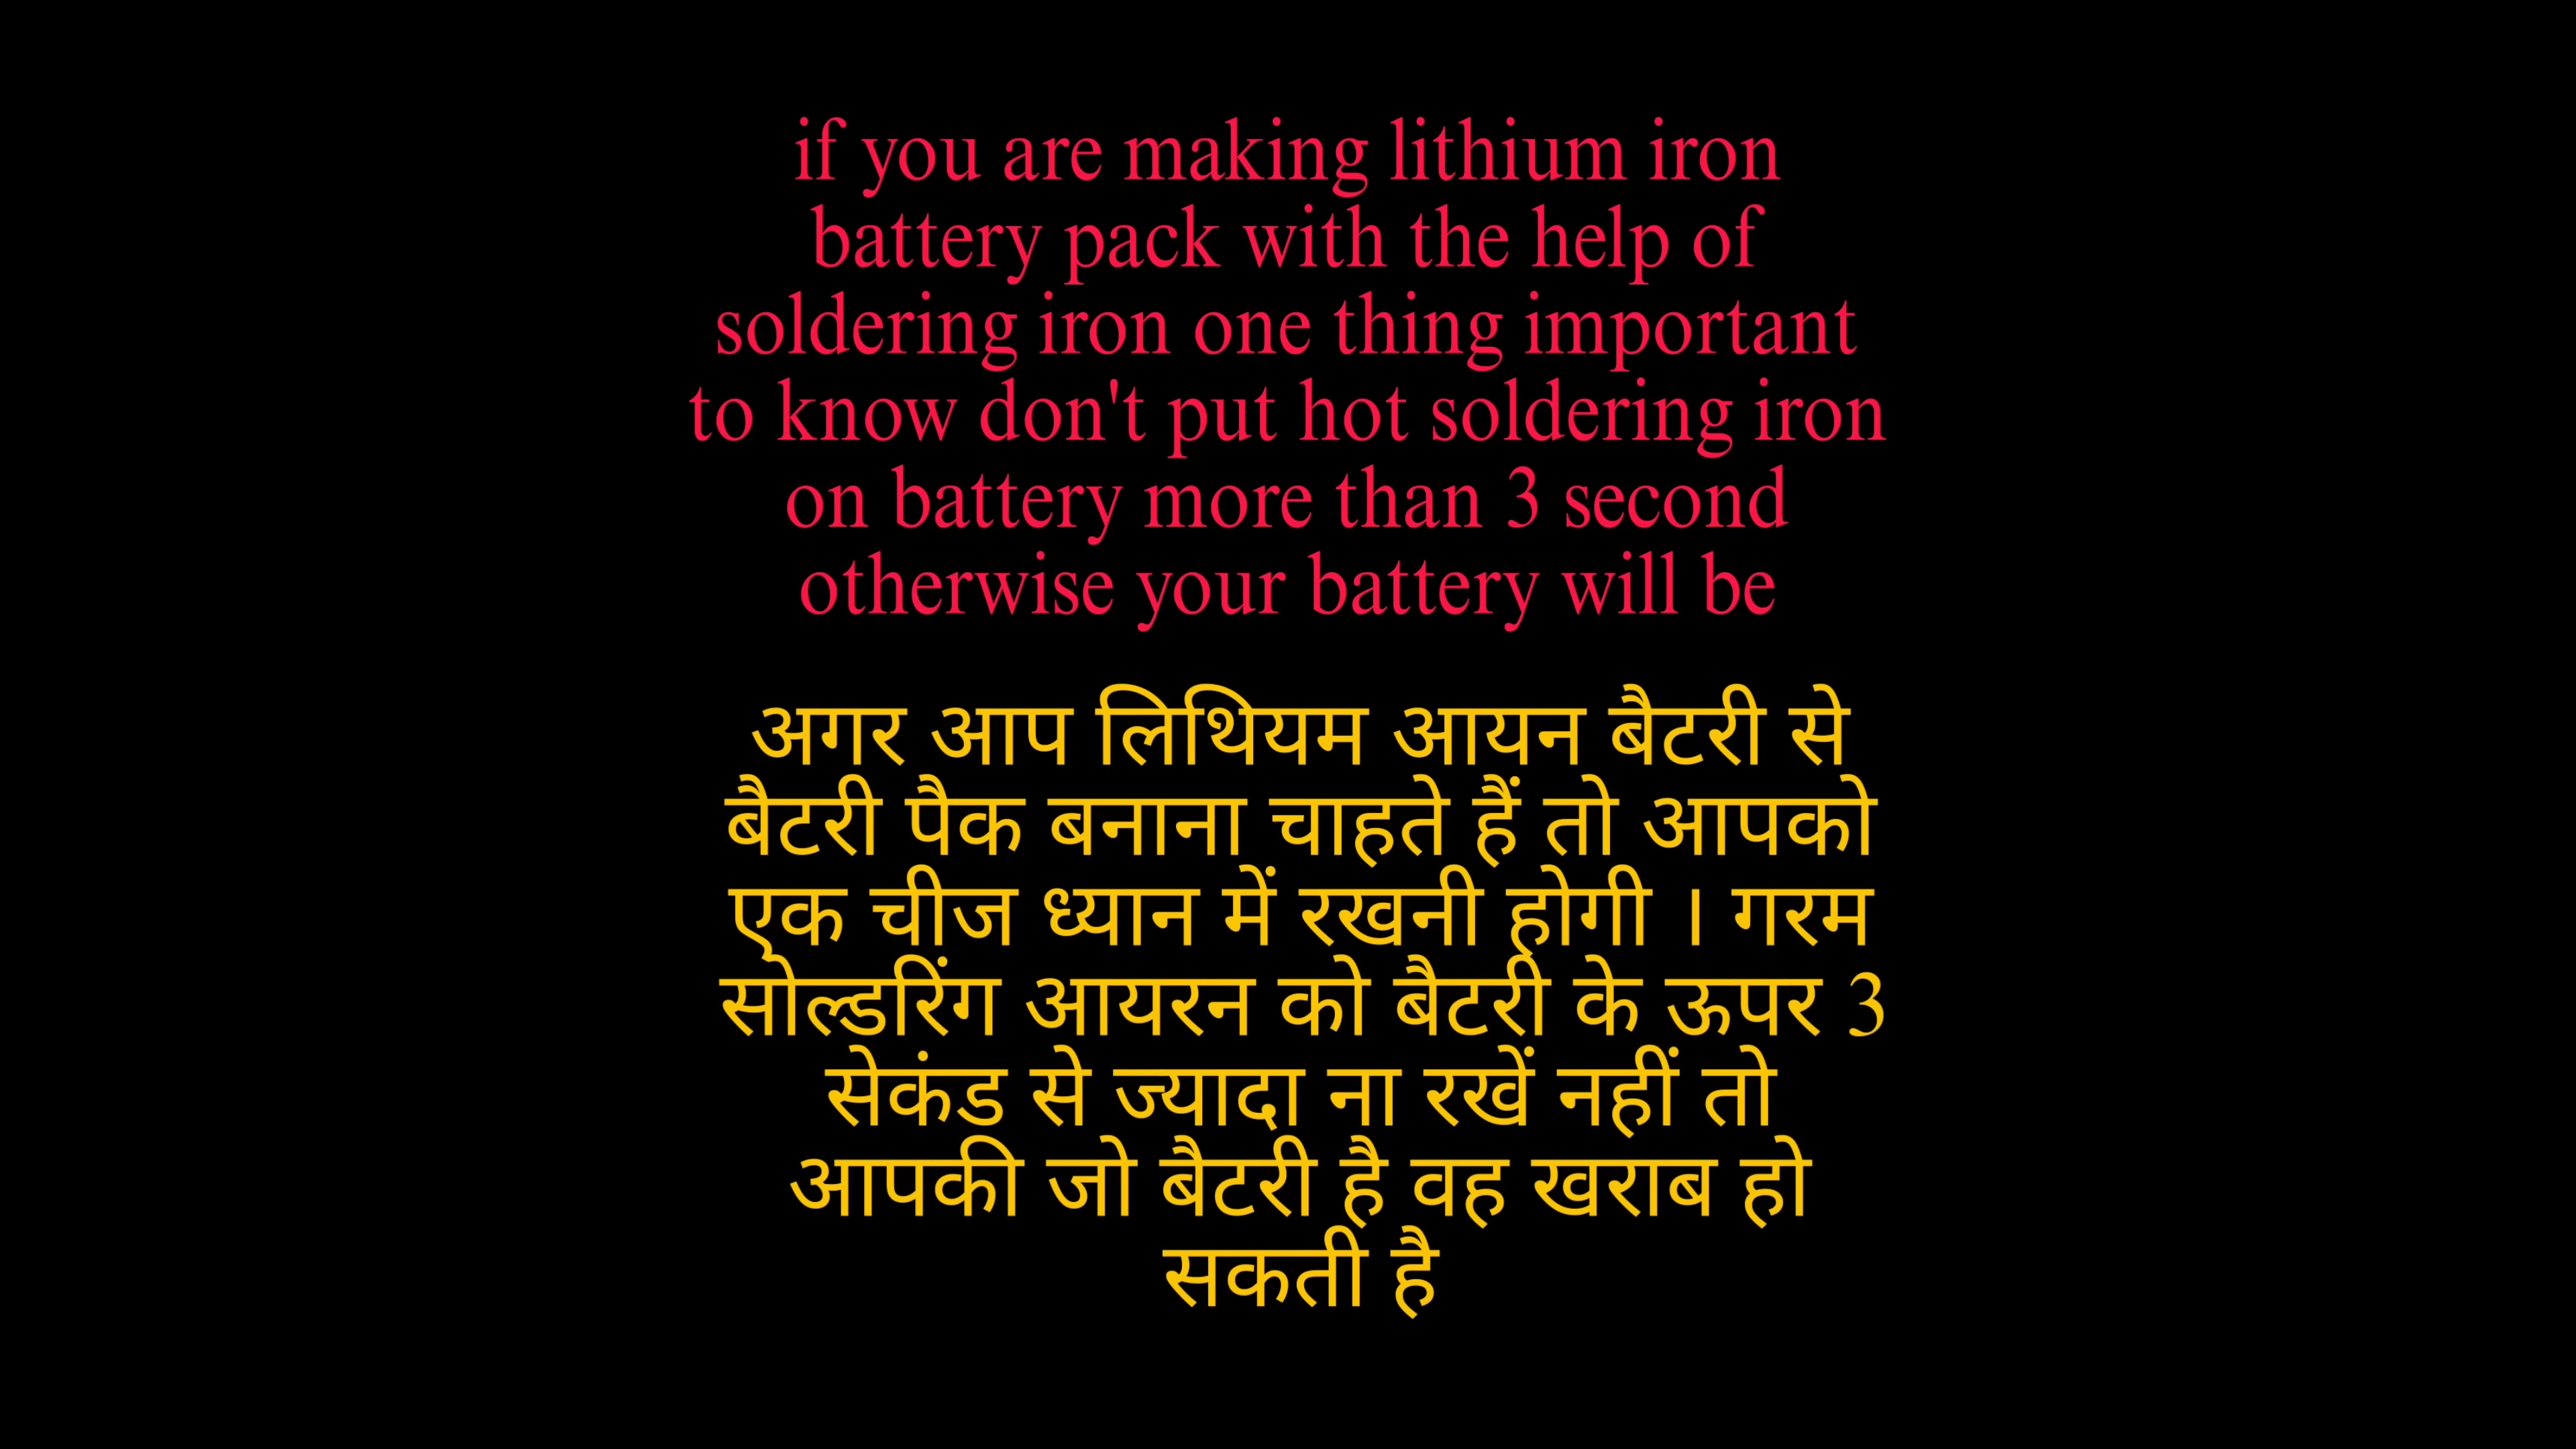 if you are making lithium iron
battery pack with the help of
soldering iron one thing important
to know don't put hot soldering iron
on battery more than 3 second
otherwise your battery will be
अगर आप लिथियम आयन बैटरी से
बैटरी पैक बनाना चाहते हैं तो आपको
एक चीज ध्यान में रखनी होगी । गरम
सोल्डरिंग आयरन को बैटरी के ऊपर 3
सेकंड से ज्यादा ना रखें नहीं तो
आपकी जो बैटरी है वह खराब हो
सकती है